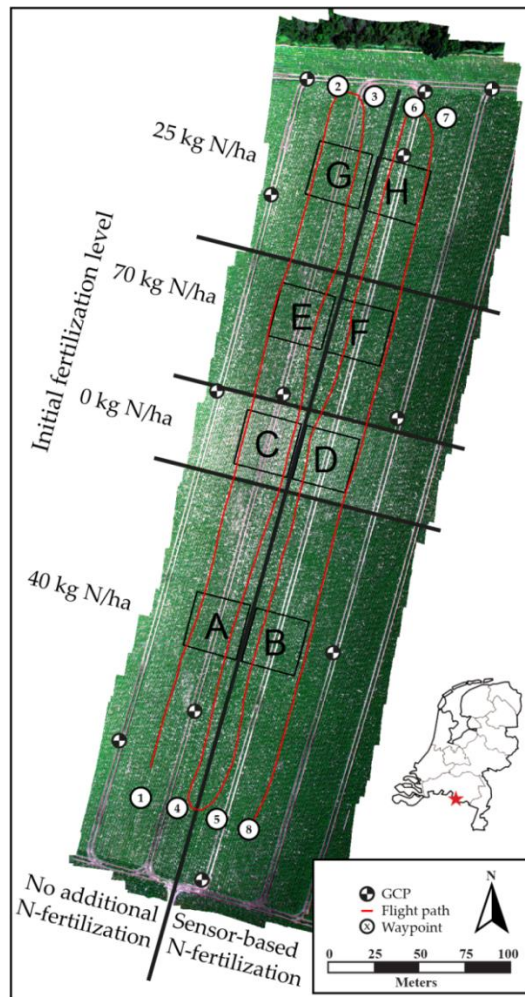 2
3
6
7
25 kg N/ha
G
H
70 kg N/ha
E
F
Initial fertilization level
0 kg N/ha
C
D
40 kg N/ha
A
B
1
4
5
8
No additional
N-fertilization
Sensor-based
N-fertilization
GCP
Flight path
X Waypoint
N
0 25 50 75 100
Meters